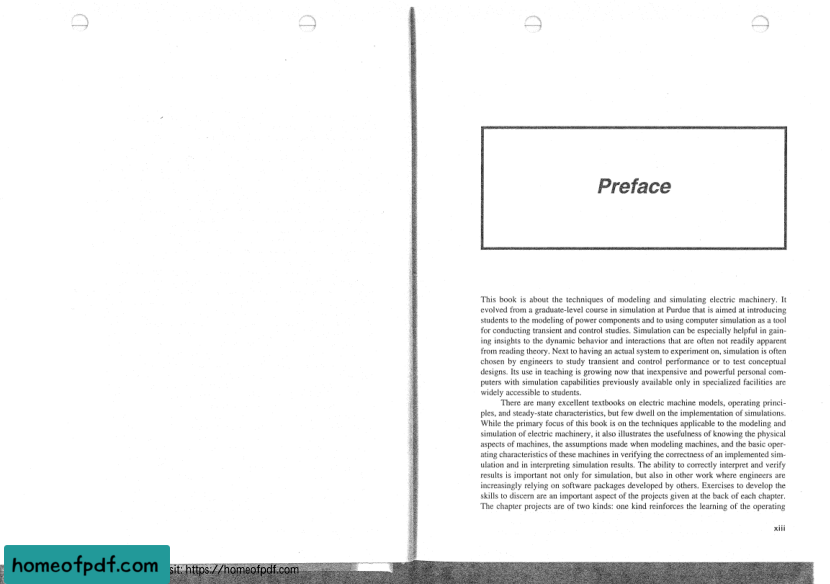 Preface
This book is about the techniques of modeling and simulating electric machinery. It
evolved from a graduate-level course in simulation at Purdue that is aimed at introducing
students to the modeling of power components and to using computer simulation as a tool
for conducting transient and control studies. Simulation can be especially helpful in gain-
ing insights to the dynamic behavior and interactions that are often not readily apparent
from reading theory. Next to having an actual system to experiment on, simulation is often
chosen by engineers to study transient and control performance or to test conceptual
designs. Its use in teaching is growing now that inexpensive and powerful personal com-
puters with simulation capabilities previously available only in specialized facilities are
widely accessible to students.
There are many excellent textbooks on electric machine models, operating princi-
ples, and steady-state characteristics, but few dwell on the implementation of simulations.
While the primary focus of this book is on the techniques applicable to the modeling and
simulation of electric machinery, it also illustrates the usefulness of knowing the physical
aspects of machines, the assumptions made when modeling machines, and the basic oper-
ating characteristics of these machines in verifying the correctness of an implemented sim-
ulation and in interpreting simulation results. The ability to correctly interpret and verify
results is important not only for simulation, but also in other work where engineers are
increasingly relying on software packages developed by others. Exercises to develop the
skills to discern are an important aspect of the projects given at the back of each chapter.
The chapter projects are of two kinds: one kind reinforces the learning of the operating
xiii
homeofpdf.com
sit: https://homeofpdf.com